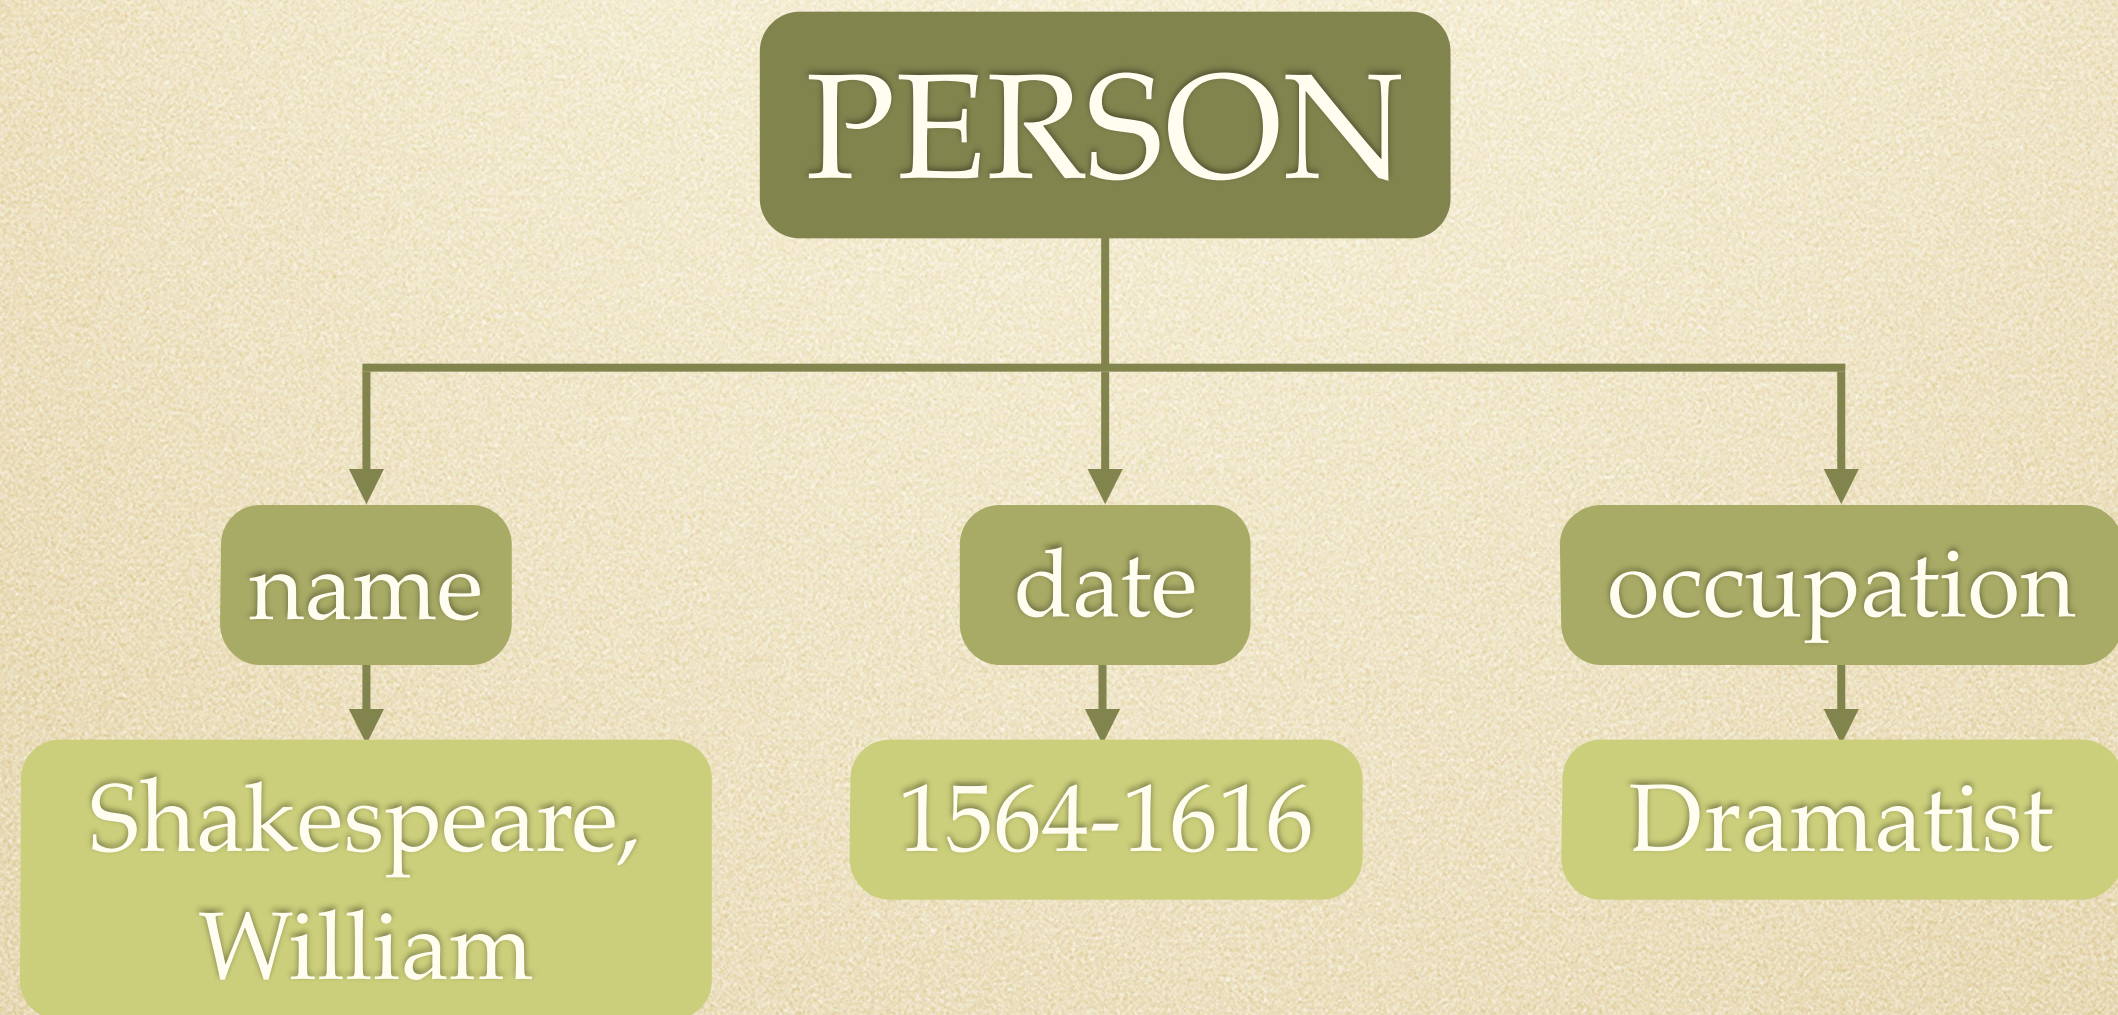 PERSON
name
date
occupation
Shakespeare,
William
1564-1616
Dramatist